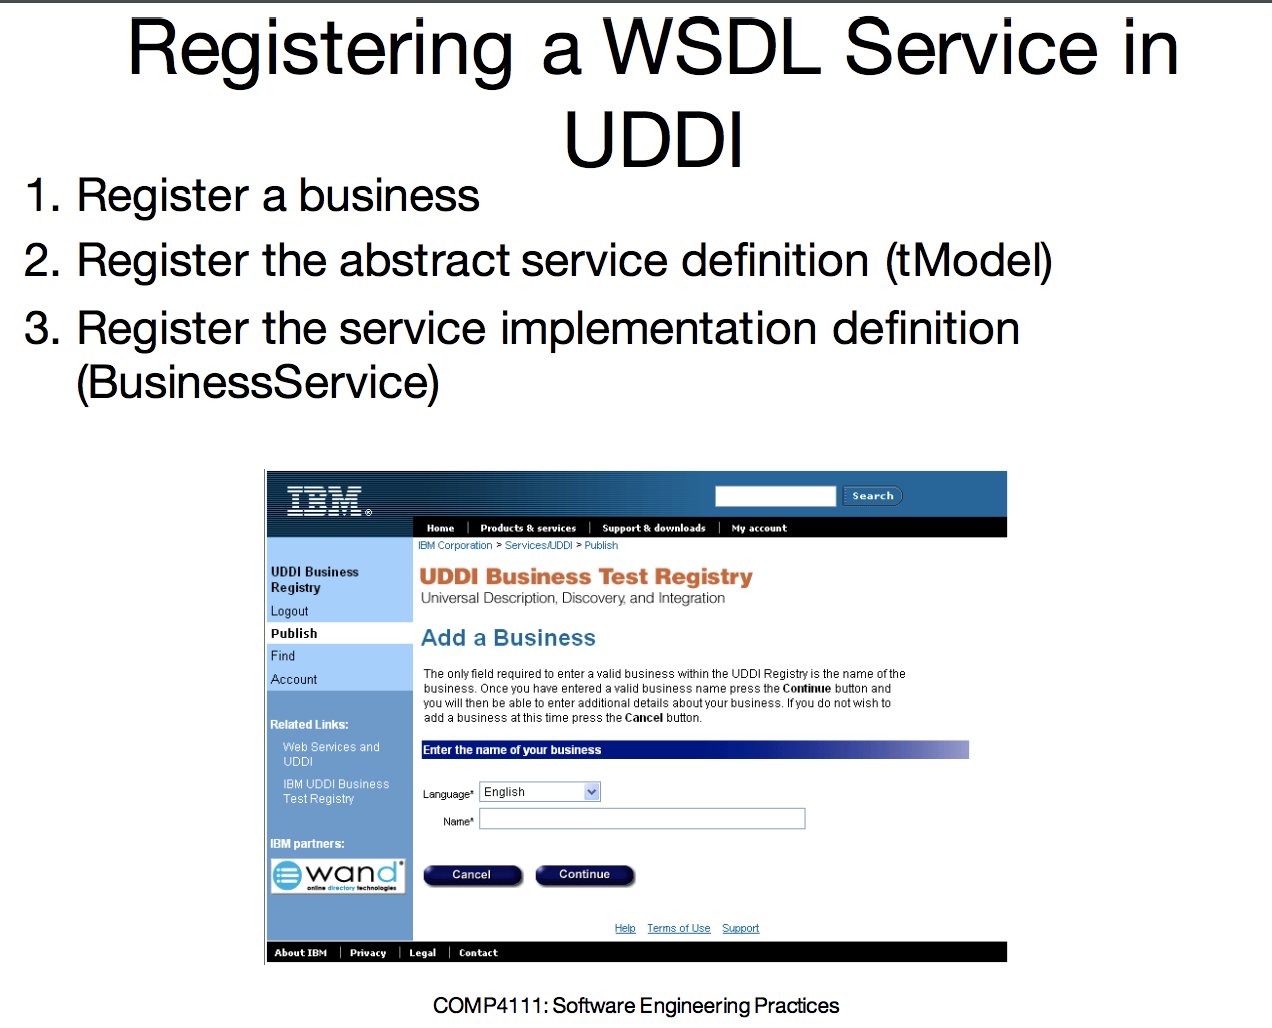 Registering a WSDL Service in
UDDI
1. Register a business
2. Register the abstract service definition (tModel)
3. Register the service implementation definition
(BusinessService)
IBM®
Search
Home | Products & services | Support & downloads | My account
IBM Corporation > Services/UDDI > Publish
UDDI Business
Registry
Logout
Publish
Find
Account
Related Links:
Web Services and
UDDI
IBM UDDI Business
Test Registry
IBM partners:
wand®
online directory technologies
UDDI Business Test Registry
Universal Description, Discovery, and Integration
Add a Business
The only field required to enter a valid business within the UDDI Registry is the name of the
business. Once you have entered a valid business name press the Continue button and
you will then be able to enter additional details about your business. If you do not wish to
add a business at this time press the Cancel button.
Enter the name of your business
Language* English
Name*
Cancel Continue
Help Terms of Use Support
About IBM | Privacy | Legal | Contact
COMP4111: Software Engineering Practices